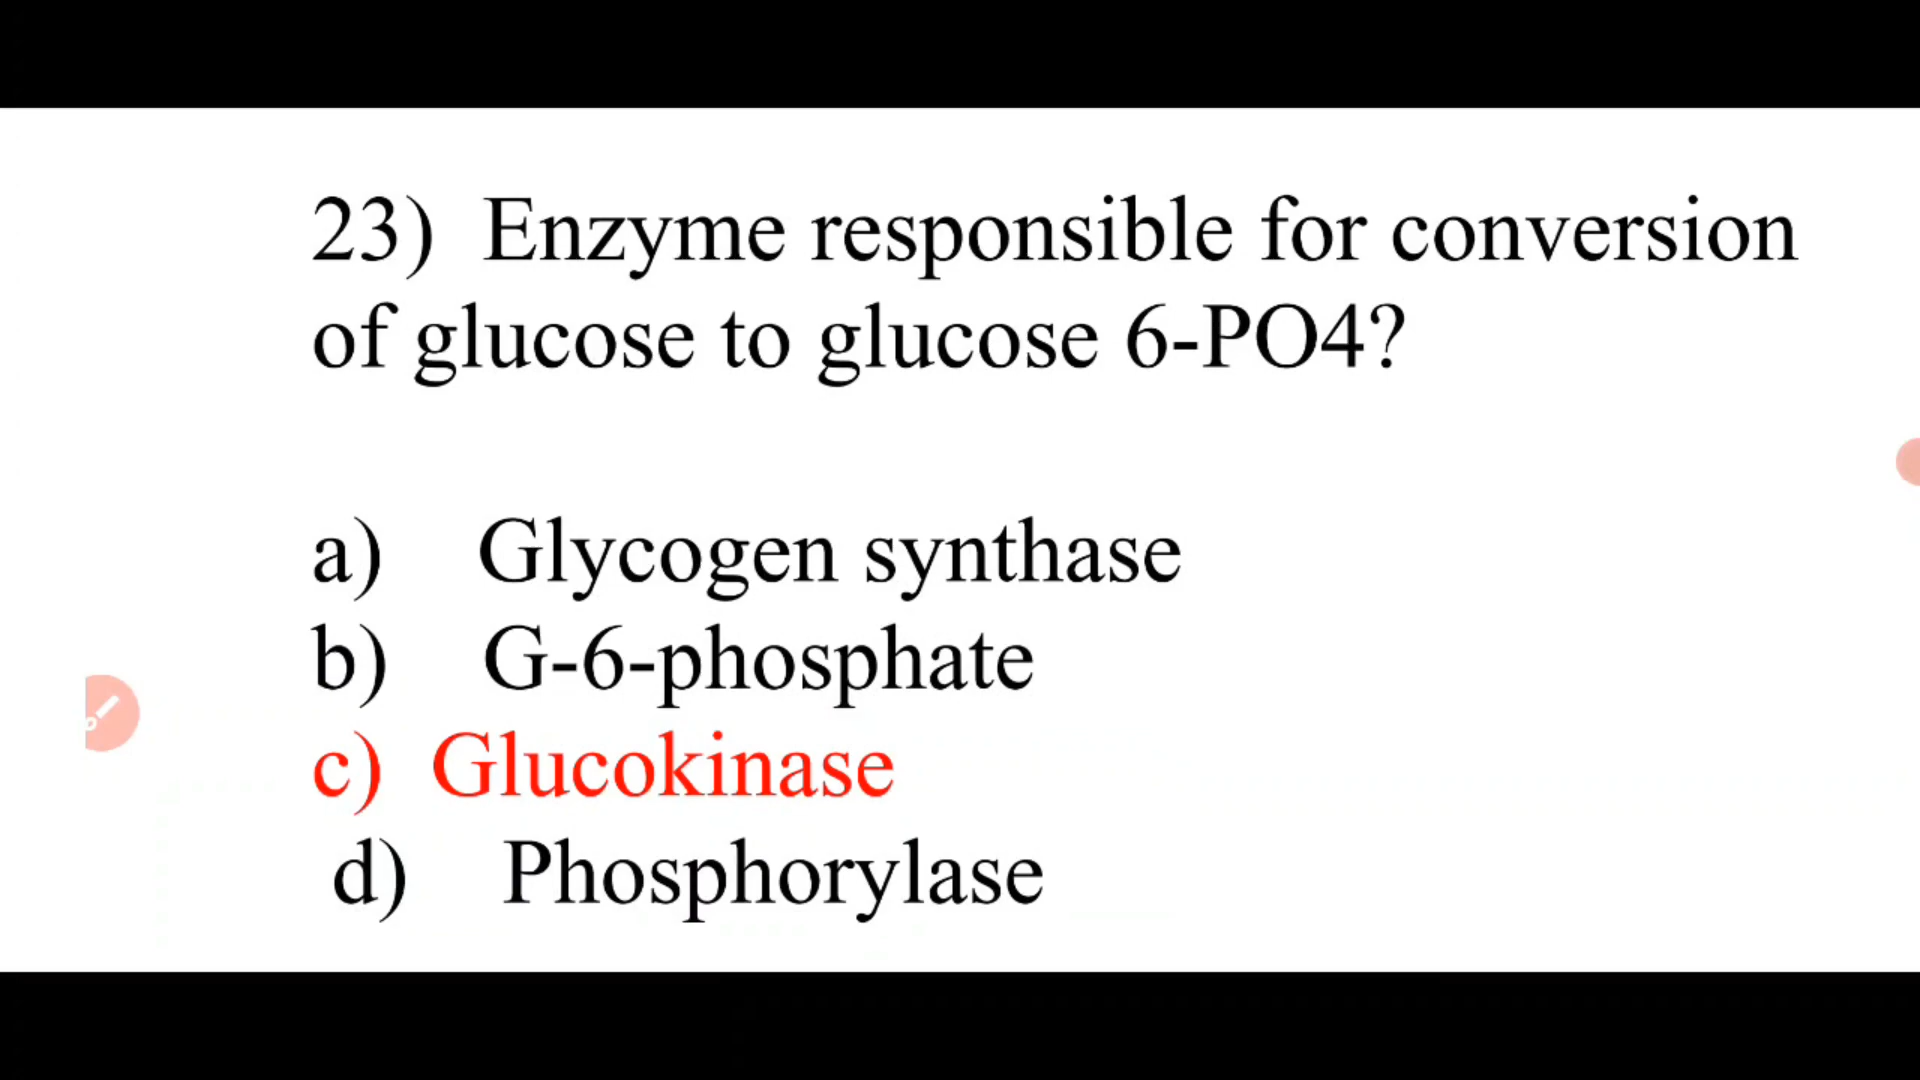 23) Enzyme responsible for conversion
of glucose to glucose 6-PO4?
a) Glycogen synthase
b) G-6-phosphate
c) Glucokinase
d) Phosphorylase